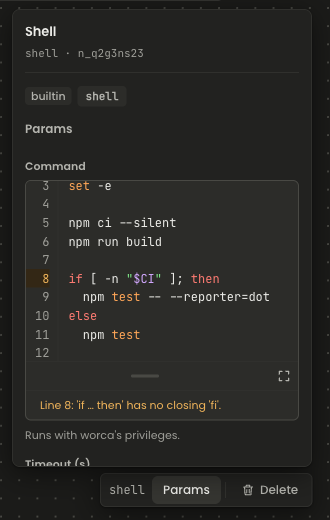 Shell
shell · n_q2g3ns23
builtin shell
Params
Command
3 set -e
4
5 npm ci --silent
6 npm run build
7
8 if [ -n "$CI" ]; then
9 npm test -- --reporter=dot
10 else
11 npm test
12
Line 8: 'if … then' has no closing 'fi'.
Runs with worca's privileges.
Timeout (s)
shell Params Delete